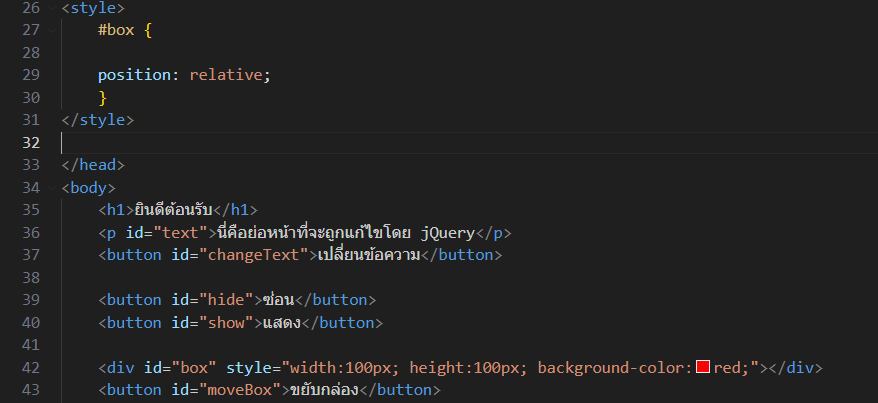 26 <style>
27 #box {
28
29 position: relative;
30 }
31 </style>
32
33 </head>
34 <body>
35 <h1>ยินดีต้อนรับ</h1>
36 <p id="text">นี่คือย่อหน้าที่จะถูกแก้ไขโดย jQuery</p>
37 <button id="changeText">เปลี่ยนข้อความ</button>
38
39 <button id="hide">ซ่อน</button>
40 <button id="show">แสดง</button>
41
42 <div id="box" style="width:100px; height:100px; background-color:red;"></div>
43 <button id="moveBox">ขยับกล่อง</button>